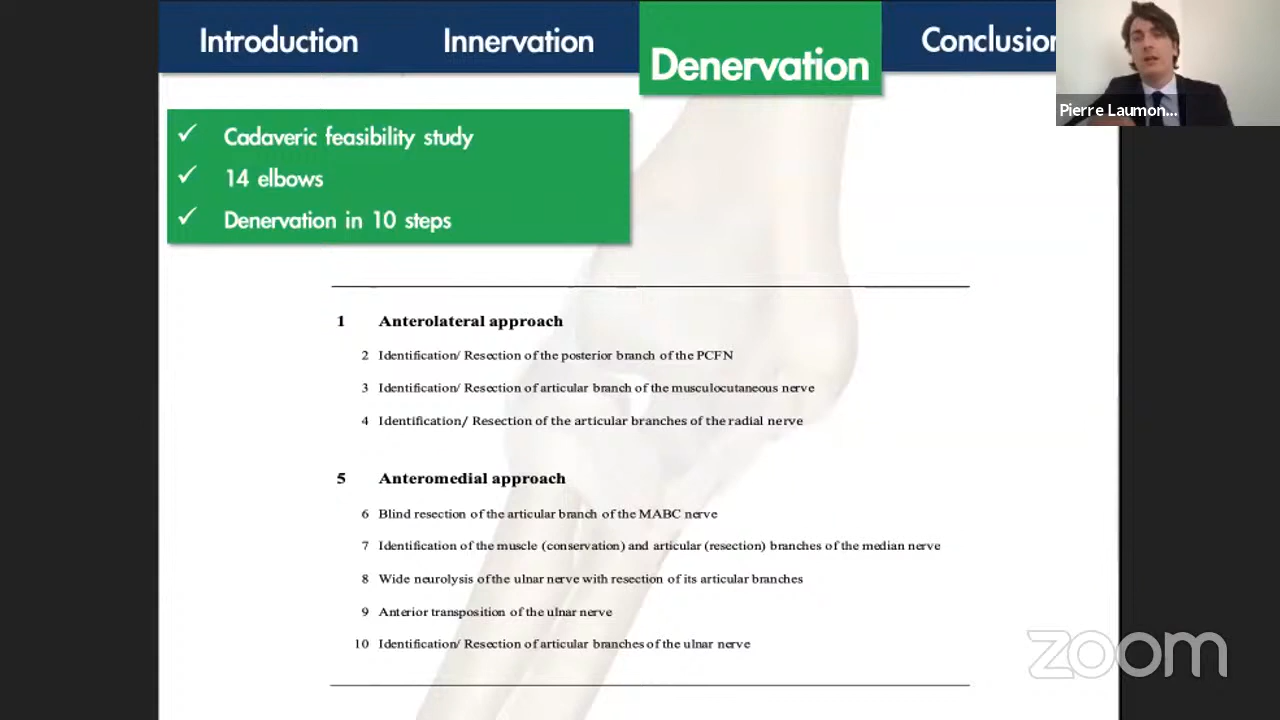 Introduction
Innervation
Denervation
Conclusion
Pierre Laumon...
✓ Cadaveric feasibility study
✓ 14 elbows
✓ Denervation in 10 steps
1 Anterolateral approach
2 Identification/ Resection of the posterior branch of the PCFN
3 Identification/ Resection of articular branch of the musculocutaneous nerve
4 Identification/ Resection of the articular branches of the radial nerve
5 Anteromedial approach
6 Blind resection of the articular branch of the MABC nerve
7 Identification of the muscle (conservation) and articular (resection) branches of the median nerve
8 Wide neurolysis of the ulnar nerve with resection of its articular branches
9 Anterior transposition of the ulnar nerve
10 Identification/ Resection of articular branches of the ulnar nerve
zoom